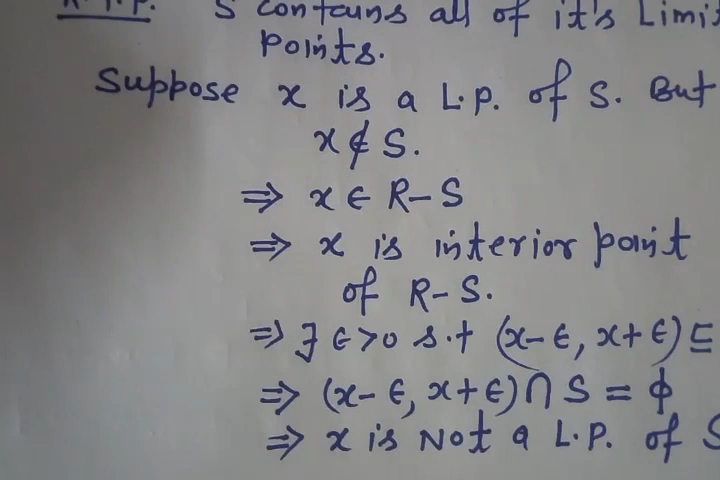 R.T.P. S contains all of it's Limi
points.
Suppose x is a L.P. of S. But
x ∉ S.
⇒ x ∈ R-S
⇒ x is interior point
of R-S.
⇒ ∃ ϵ>0 s.t (x-ϵ, x+ϵ) ⊆
⇒ (x-ϵ, x+ϵ) ∩ S = ϕ
⇒ x is NOt a L.P. of S